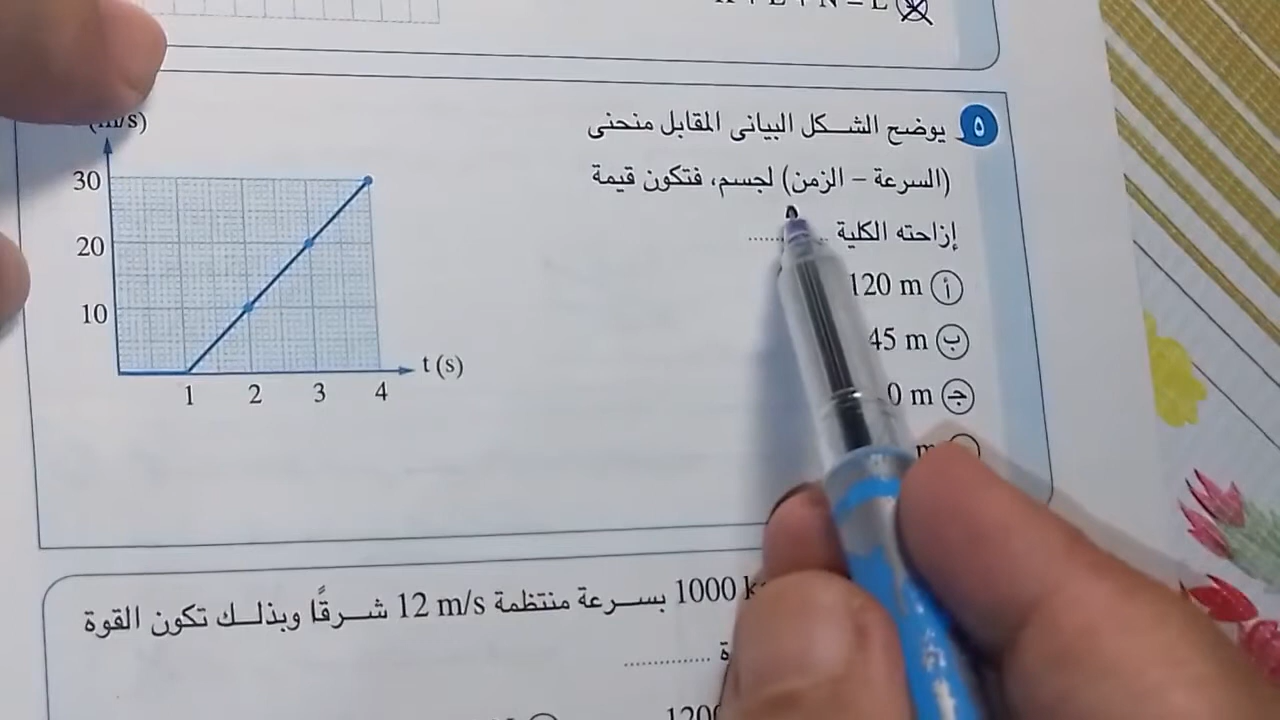 ٥ يوضح الشكل البيانى المقابل منحنى
(السرعة – الزمن) لجسم، فتكون قيمة
إزاحته الكلية ..........
أ 120 m
ب 45 m
ج 0 m
m
(m/s)
30
20
10
1 2 3 4
t (s)
1000 بسرعة منتظمة 12 m/s شرقًا وبذلك تكون القوة
..............